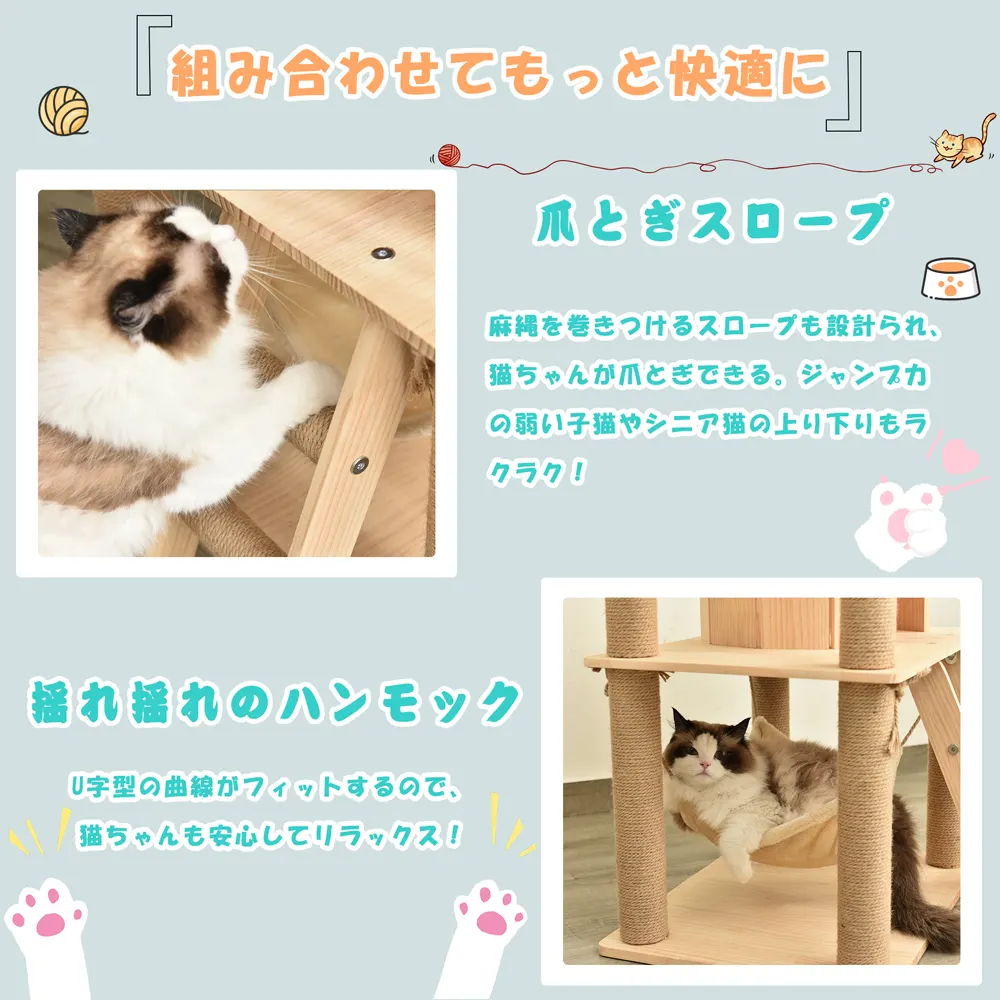 『組み合わせてもっと快適に』
爪とぎスロープ
麻縄を巻きつけるスロープも設計られ、
猫ちゃんが爪とぎできる。ジャンプ力
の弱い子猫やシニア猫の上り下りもラ
クラク！
揺れ揺れのハンモック
U字型の曲線がフィットするので、
猫ちゃんも安心してリラックス！